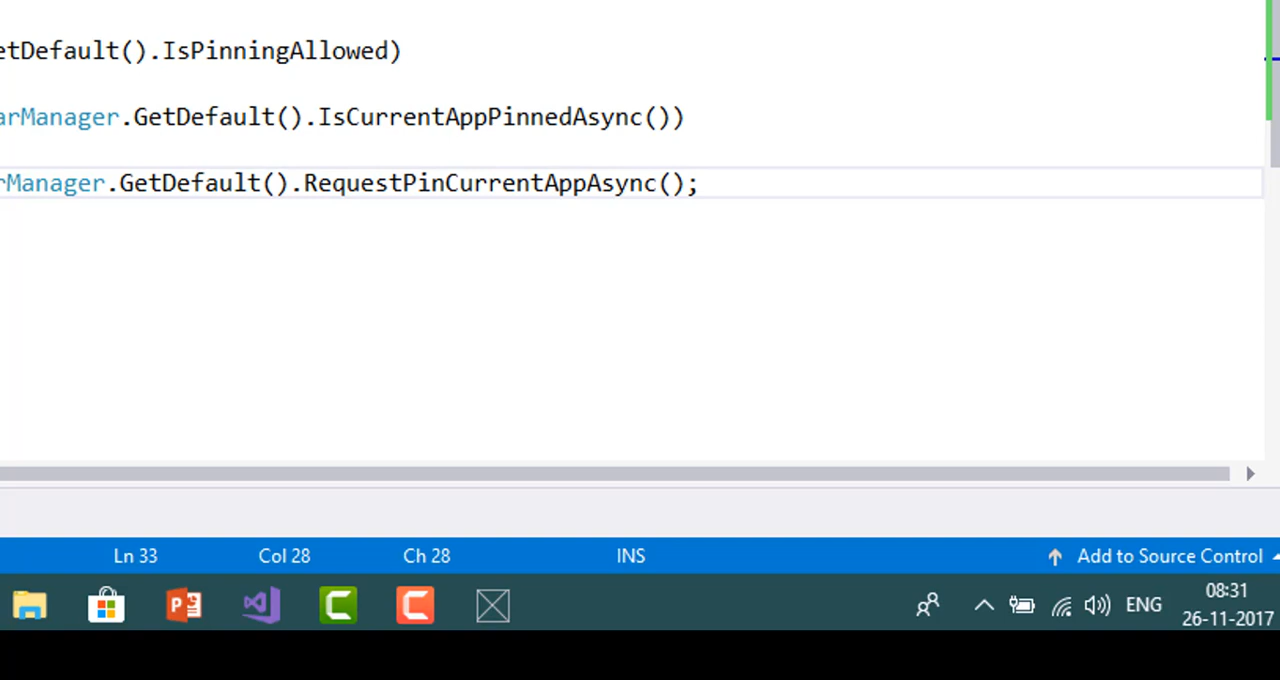 etDefault().IsPinningAllowed)
arManager.GetDefault().IsCurrentAppPinnedAsync())
rManager.GetDefault().RequestPinCurrentAppAsync();
Ln 33 Col 28 Ch 28 INS Add to Source Control
08:31
ENG
26-11-2017